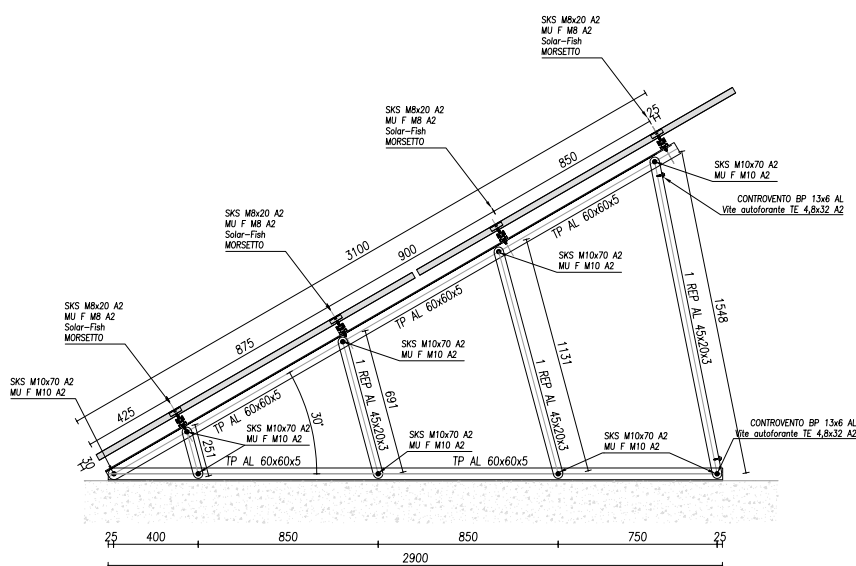 SKS M8x20 A2
MU F M8 A2
Solar-Fish
MORSETTO
25
SKS M8x20 A2
MU F M8 A2
Solar-Fish
MORSETTO
850
SKS M10x70 A2
MU F M10 A2
CONTROVENTO BP 13x6 AL
Vite autoforante TE 4,8x32 A2
TP AL 60x60x5
SKS M8x20 A2
MU F M8 A2
Solar-Fish
MORSETTO
3100
900
SKS M10x70 A2
MU F M10 A2
1 REP AL 45x20x3
1548
SKS M8x20 A2
MU F M8 A2
Solar-Fish
MORSETTO
875
TP AL 60x60x5
SKS M10x70 A2
MU F M10 A2
1131
1 REP AL 45x20x3
SKS M10x70 A2
MU F M10 A2
425
TP AL 60x60x5
30°
691
1 REP AL 45x20x3
30
251
SKS M10x70 A2
MU F M10 A2
SKS M10x70 A2
MU F M10 A2
SKS M10x70 A2
MU F M10 A2
CONTROVENTO BP 13x6 AL
Vite autoforante TE 4,8x32 A2
TP AL 60x60x5
TP AL 60x60x5
25
400
850
850
750
25
2900